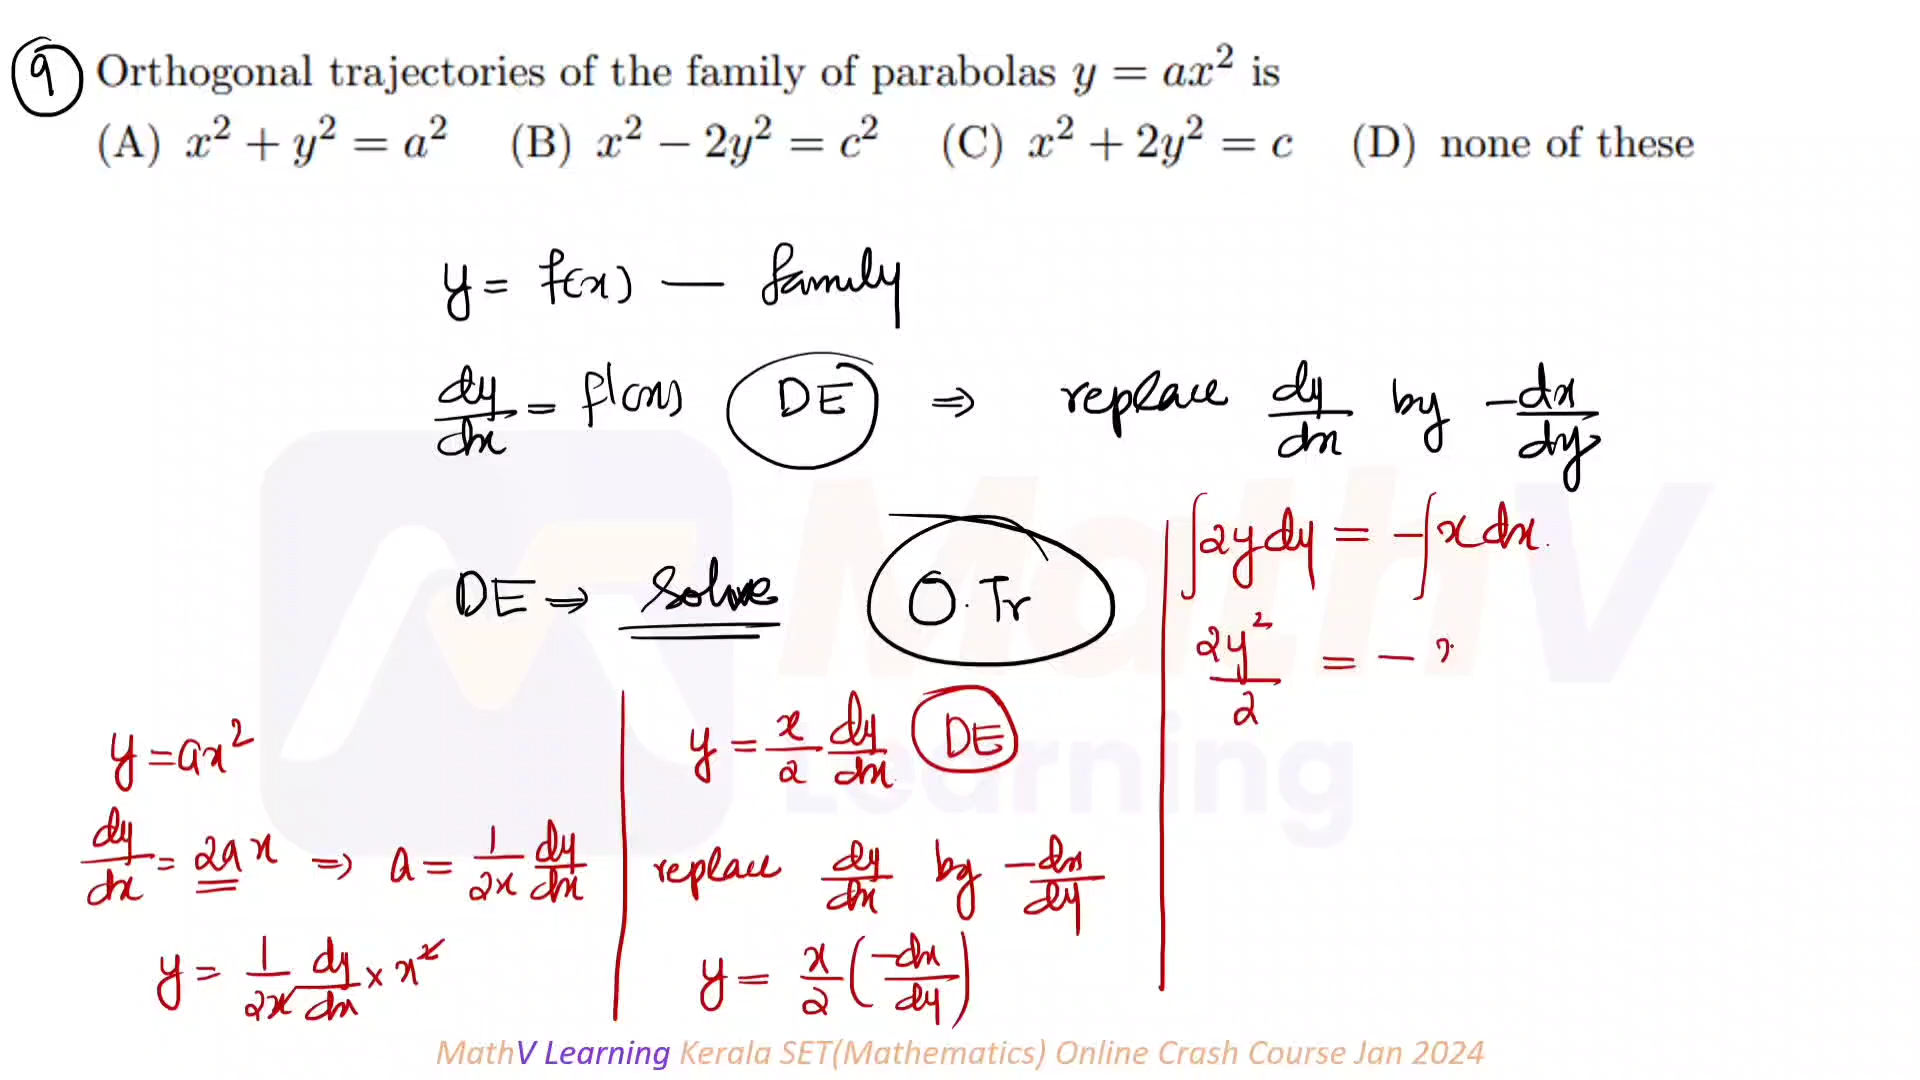 9 Orthogonal trajectories of the family of parabolas y = ax² is
(A) x² + y² = a² (B) x² − 2y² = c² (C) x² + 2y² = c (D) none of these
y = f(x) — family
dy/dx = f'(x) DE ⇒ replace dy/dx by -dx/dy
DE ⇒ Solve O.Tr
y = ax²
dy/dx = 2ax ⇒ a = 1/2x dy/dx
y = 1/2x dy/dx × x²
y = x/2 dy/dx DE
replace dy/dx by -dx/dy
y = x/2 (-dx/dy)
∫2y dy = -∫x dx.
2y²/2 = -
MathV Learning
MathV Learning Kerala SET(Mathematics) Online Crash Course Jan 2024